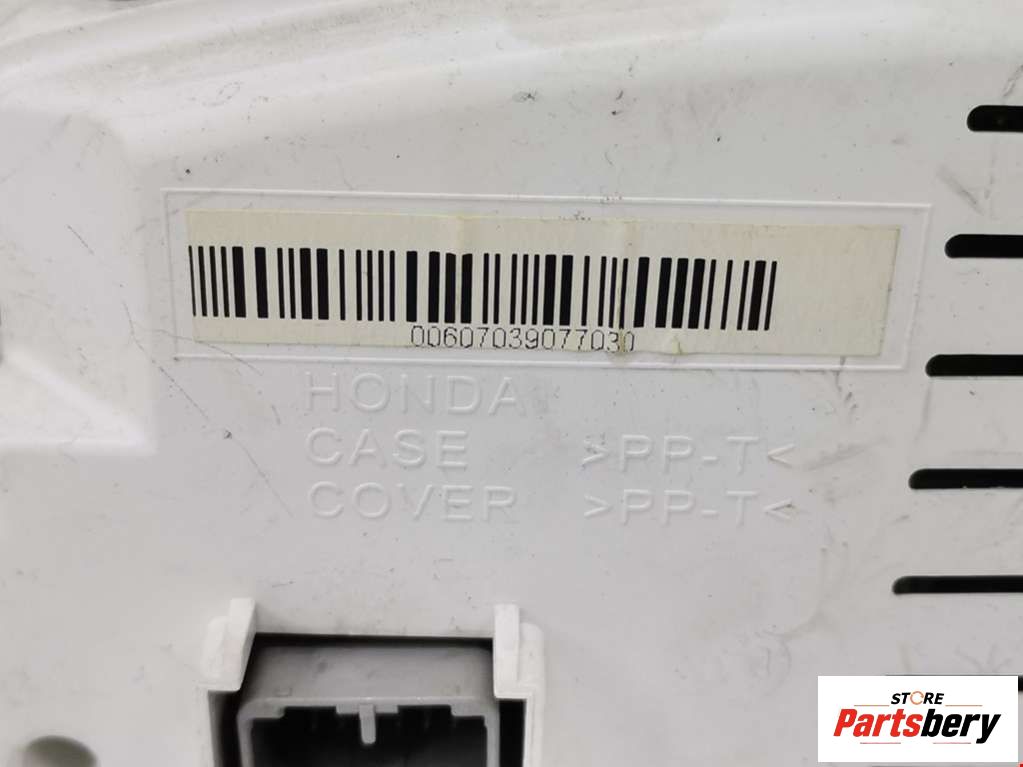 00607039077030
HONDA
CASE >PP-T<
COVER >PP-T<
STORE
Partsbery